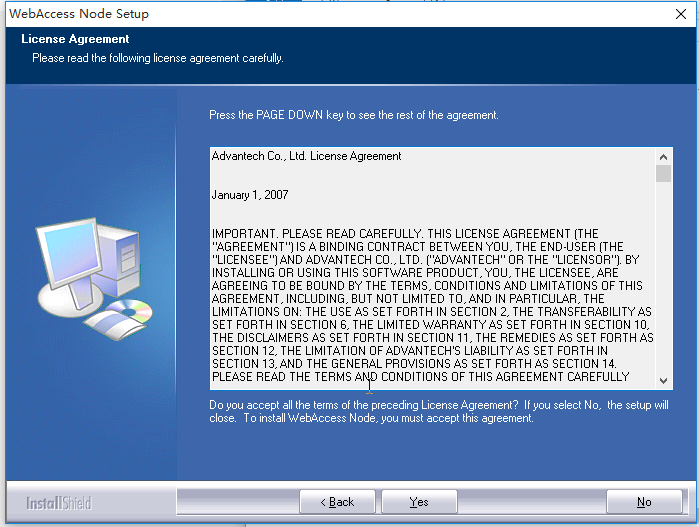 WebAccess Node Setup
License Agreement
Please read the following license agreement carefully.
Press the PAGE DOWN key to see the rest of the agreement.
Advantech Co., Ltd. License Agreement
January 1, 2007
IMPORTANT. PLEASE READ CAREFULLY. THIS LICENSE AGREEMENT (THE
"AGREEMENT") IS A BINDING CONTRACT BETWEEN YOU, THE END-USER (THE
"LICENSEE") AND ADVANTECH CO., LTD. ("ADVANTECH" OR THE "LICENSOR"). BY
INSTALLING OR USING THIS SOFTWARE PRODUCT, YOU, THE LICENSEE, ARE
AGREEING TO BE BOUND BY THE TERMS, CONDITIONS AND LIMITATIONS OF THIS
AGREEMENT, INCLUDING, BUT NOT LIMITED TO, AND IN PARTICULAR, THE
LIMITATIONS ON: THE USE AS SET FORTH IN SECTION 2, THE TRANSFERABILITY AS
SET FORTH IN SECTION 6, THE LIMITED WARRANTY AS SET FORTH IN SECTION 10,
THE DISCLAIMERS AS SET FORTH IN SECTION 11, THE REMEDIES AS SET FORTH AS
SECTION 12, THE LIMITATION OF ADVANTECH'S LIABILITY AS SET FORTH IN
SECTION 13, AND THE GENERAL PROVISIONS AS SET FORTH AS SECTION 14.
PLEASE READ THE TERMS AND CONDITIONS OF THIS AGREEMENT CAREFULLY
Do you accept all the terms of the preceding License Agreement? If you select No, the setup will
close. To install WebAccess Node, you must accept this agreement.
InstallShield
< Back
Yes
No